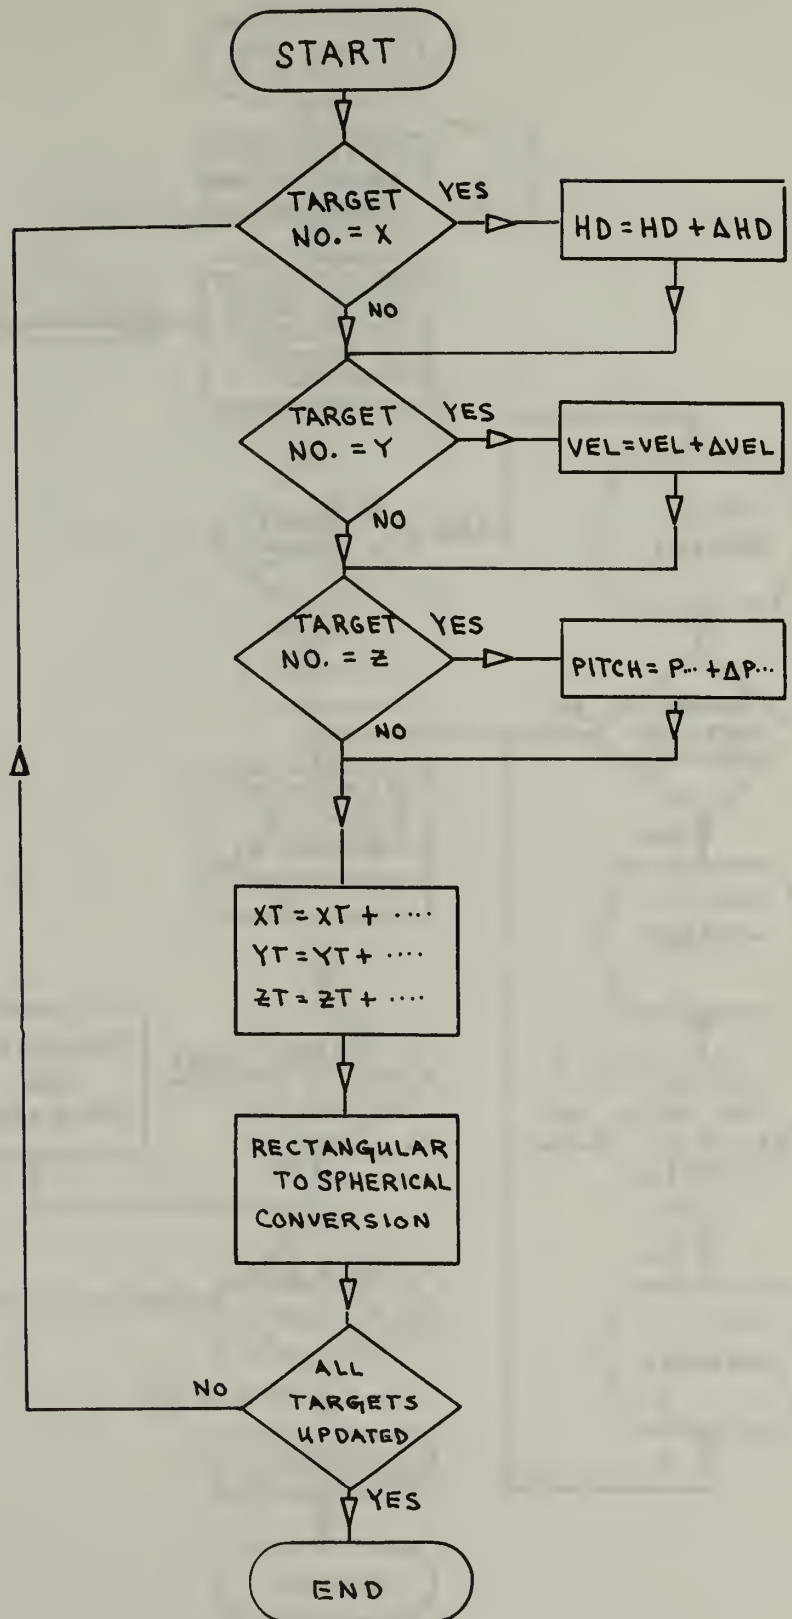 START
TARGET
NO. = X
YES
HD = HD + ΔHD
NO
TARGET
NO. = Y
YES
VEL = VEL + ΔVEL
NO
TARGET
NO. = Z
YES
PITCH = P... + ΔP...
NO
XT = XT + ....
YT = YT + ....
ZT = ZT + ....
RECTANGULAR
TO SPHERICAL
CONVERSION
ALL
TARGETS
UPDATED
NO
YES
END